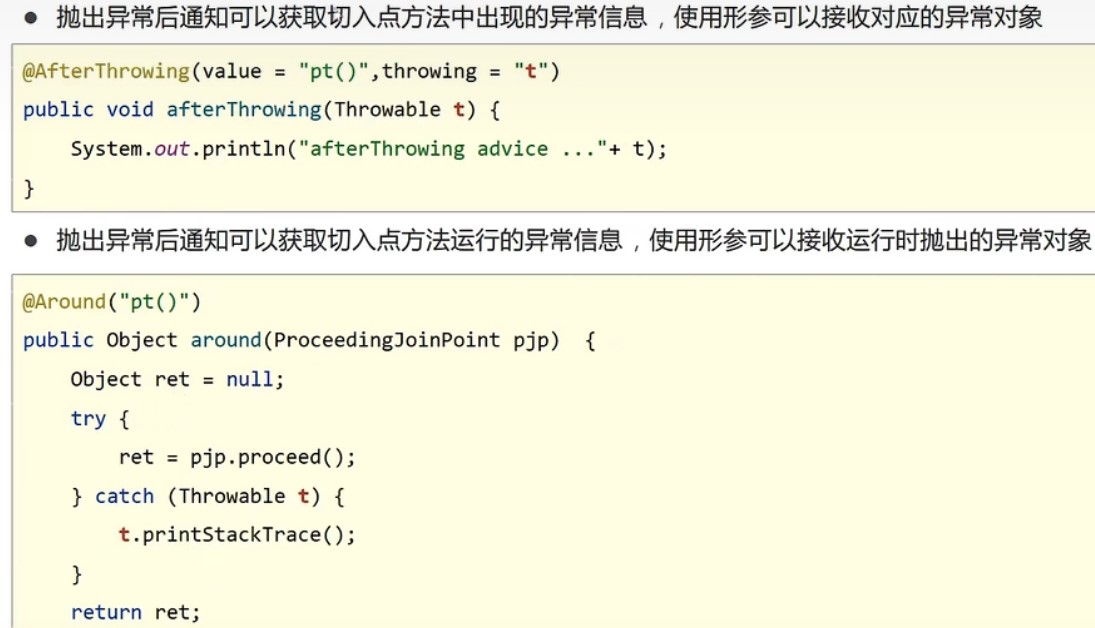 ● 抛出异常后通知可以获取切入点方法中出现的异常信息，使用形参可以接收对应的异常对象
@AfterThrowing(value = "pt()",throwing = "t")
public void afterThrowing(Throwable t) {
    System.out.println("afterThrowing advice ..."+ t);
}
● 抛出异常后通知可以获取切入点方法运行的异常信息，使用形参可以接收运行时抛出的异常对象
@Around("pt()")
public Object around(ProceedingJoinPoint pjp)  {
    Object ret = null;
    try {
        ret = pjp.proceed();
    } catch (Throwable t) {
        t.printStackTrace();
    }
    return ret;